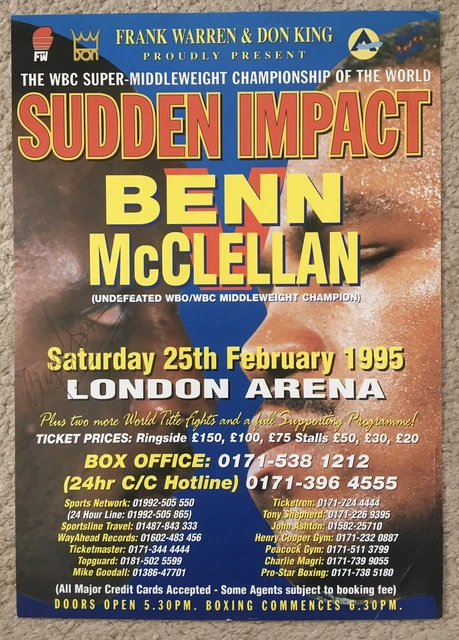 FRANK WARREN & DON KING
FW
don
PROUDLY PRESENT
THE WBC SUPER-MIDDLEWEIGHT CHAMPIONSHIP OF THE WORLD
SUDDEN IMPACT
BENN
V
McCLELLAN
(UNDEFEATED WBO/WBC MIDDLEWEIGHT CHAMPION)
Saturday 25th February 1995
LONDON ARENA
Plus two more World Title fights and a full Supporting Programme!
TICKET PRICES: Ringside £150, £100, £75 Stalls £50, £30, £20
BOX OFFICE: 0171-538 1212
(24hr C/C Hotline) 0171-396 4555
Sports Network: 01992-505 550
(24 Hour Line: 01992-505 865)
Sportsline Travel: 01487-843 333
WayAhead Records: 01602-483 456
Ticketmaster: 0171-344 4444
Topguard: 0181-502 5599
Mike Goodall: 01386-47701
Ticketron: 0171-724 4444
Tony Shepherd: 0171-226 9395
John Ashton: 01582-25710
Henry Cooper Gym: 0171-232 0887
Peacock Gym: 0171-511 3799
Charlie Magri: 0171-739 9055
Pro-Star Boxing: 0171-738 5180
(All Major Credit Cards Accepted - Some Agents subject to booking fee)
DOORS OPEN 5.30PM. BOXING COMMENCES 6.30PM.